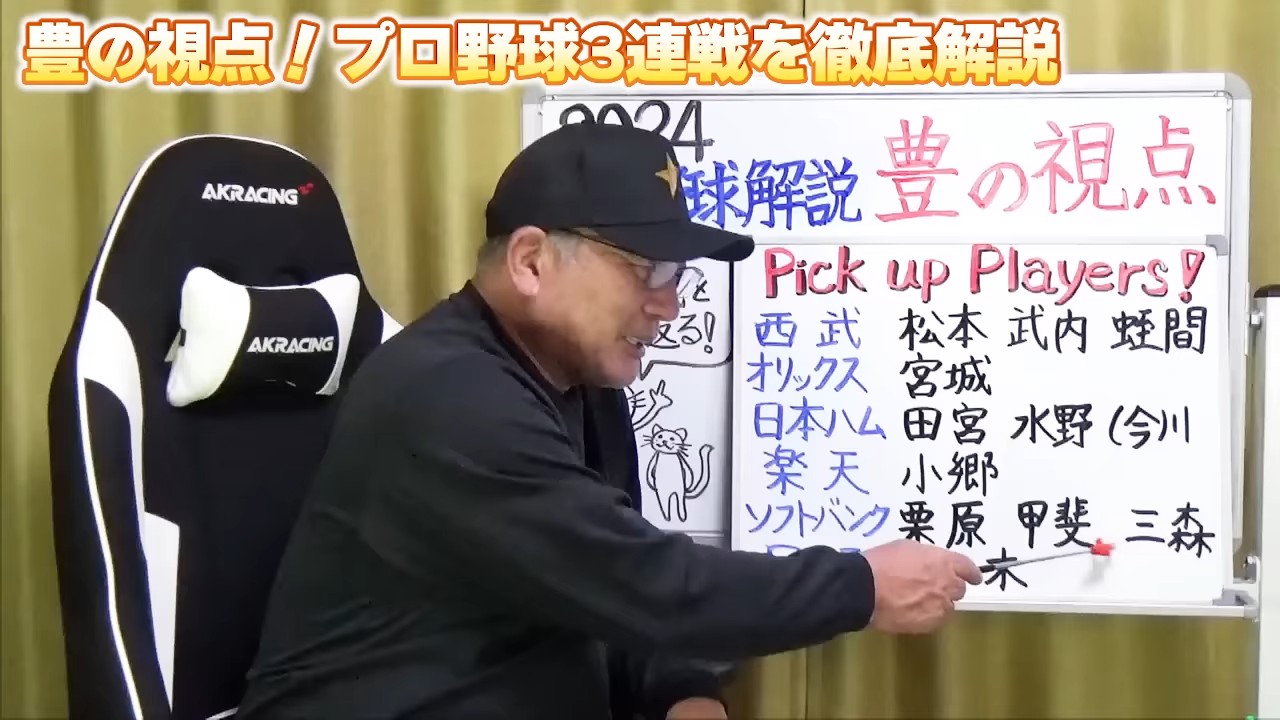 豊の視点！プロ野球3連戦を徹底解説
2024
球解説 豊の視点
AKRACING
AKRACING
る!
Pick up Players!
西武 松本 武内 蛭間
オリックス 宮城
日本ハム 田宮 水野 (今川
楽天 小郷
ソフトバンク 栗原 甲斐 三森